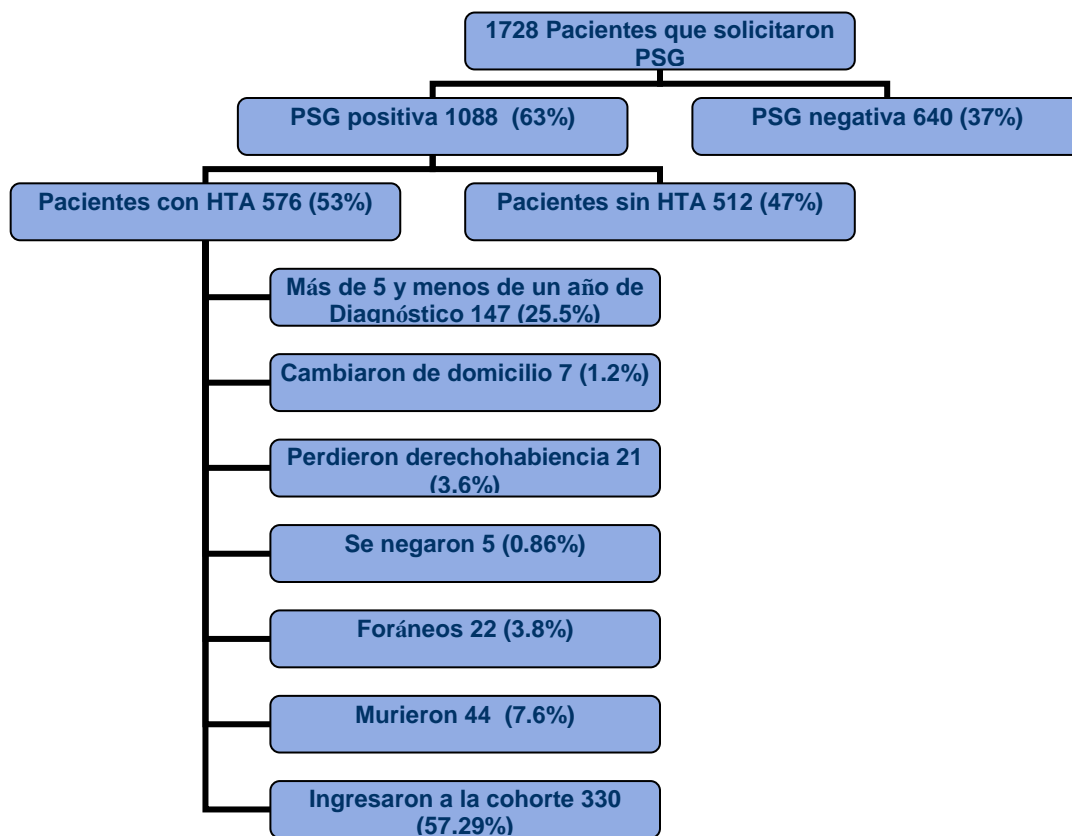 1728 Pacientes que solicitaron
PSG
PSG positiva 1088 (63%)
PSG negativa 640 (37%)
Pacientes con HTA 576 (53%)
Pacientes sin HTA 512 (47%)
Más de 5 y menos de un año de
Diagnóstico 147 (25.5%)
Cambiaron de domicilio 7 (1.2%)
Perdieron derechohabiencia 21
(3.6%)
Se negaron 5 (0.86%)
Foráneos 22 (3.8%)
Murieron 44 (7.6%)
Ingresaron a la cohorte 330
(57.29%)